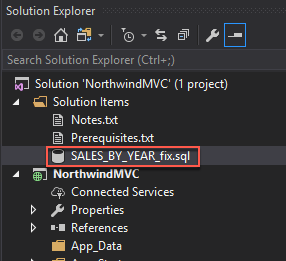 Solution Explorer
Search Solution Explorer (Ctrl+;)
Solution 'NorthwindMVC' (1 project)
Solution Items
Notes.txt
Prerequisites.txt
SALES_BY_YEAR_fix.sql
NorthwindMVC
Connected Services
Properties
References
App_Data